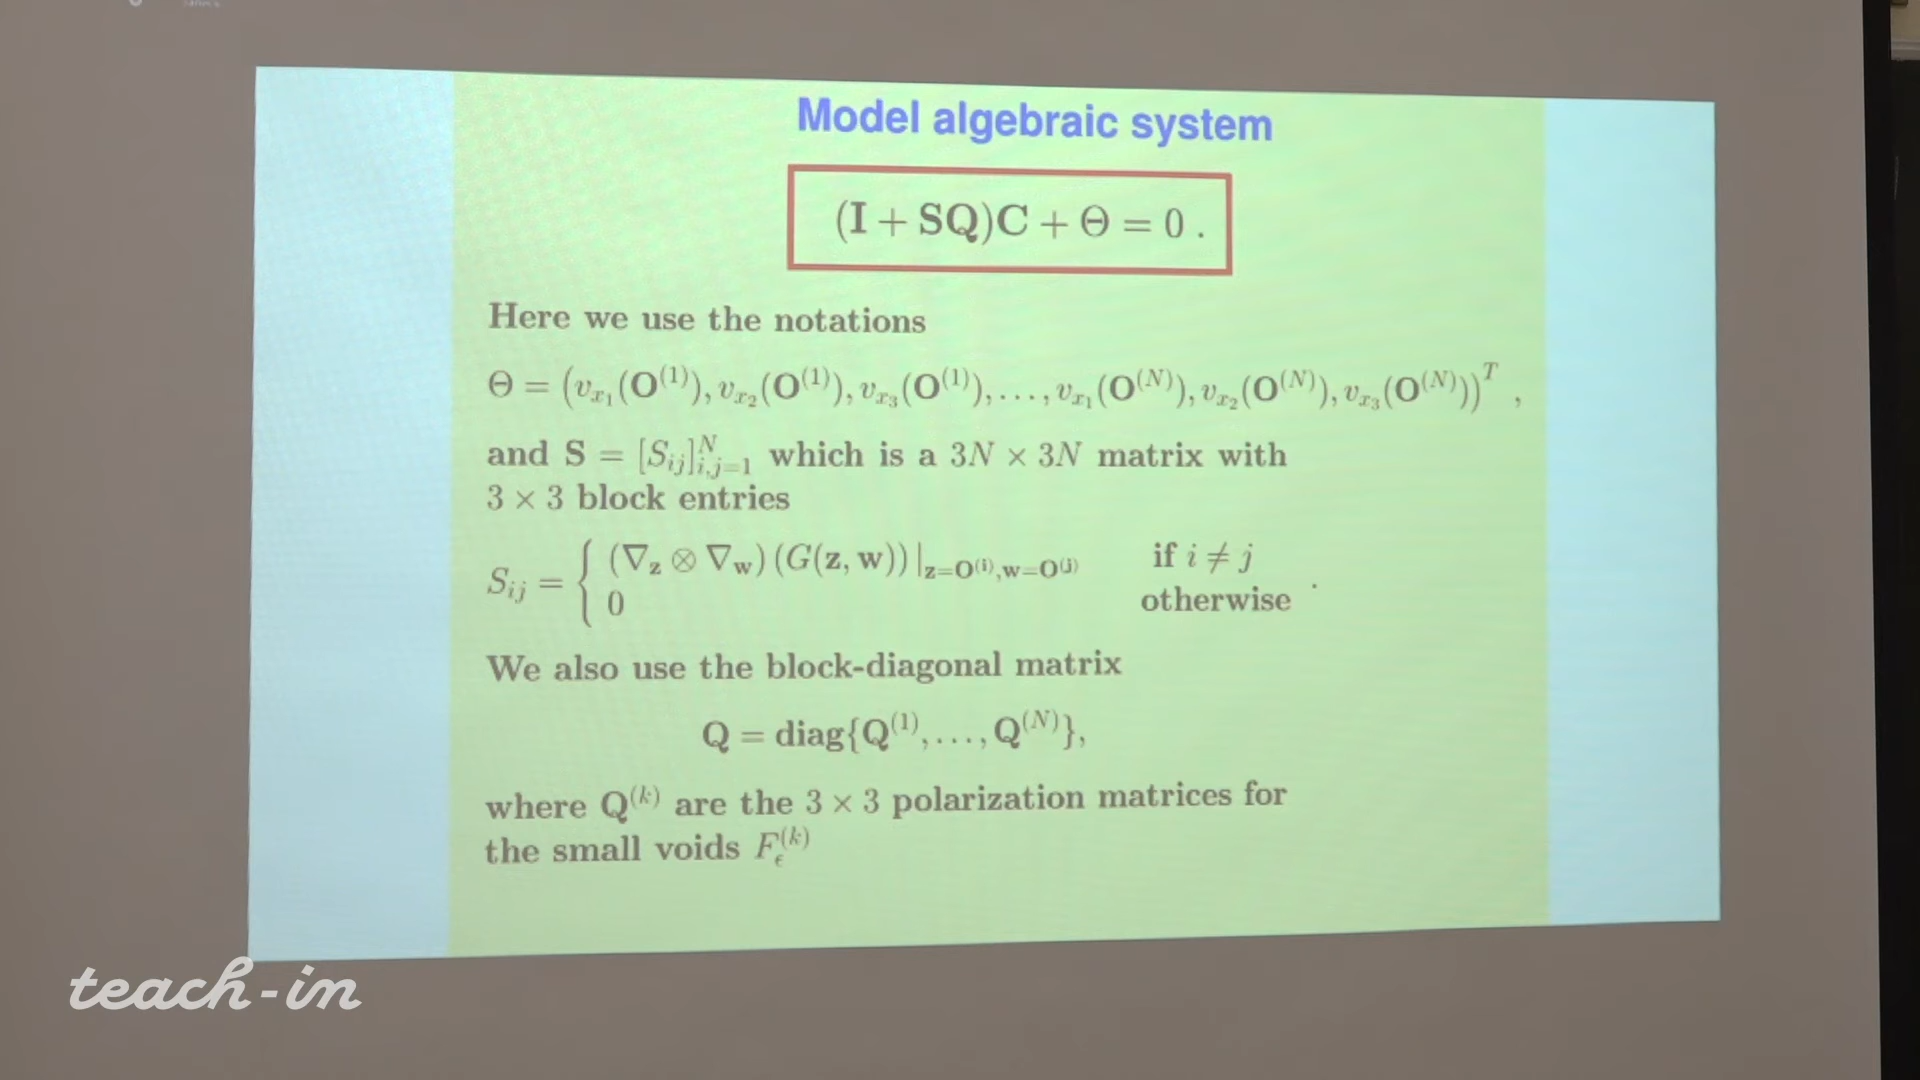 Model algebraic system
(I + SQ)C + Θ = 0 .
Here we use the notations
Θ = (v_{x_1}(O^{(1)}), v_{x_2}(O^{(1)}), v_{x_3}(O^{(1)}), . . . , v_{x_1}(O^{(N)}), v_{x_2}(O^{(N)}), v_{x_3}(O^{(N)}))^T ,
and S = [S_{ij}]^N_{i,j=1} which is a 3N × 3N matrix with
3 × 3 block entries
S_{ij} = { (∇_z ⊗ ∇_w) (G(z, w)) |_{z=O^{(i)},w=O^{(j)}} if i ≠ j
0 otherwise .
We also use the block-diagonal matrix
Q = diag{Q^{(1)}, . . . , Q^{(N)}},
where Q^{(k)} are the 3 × 3 polarization matrices for
the small voids F_ϵ^{(k)}
teach-in